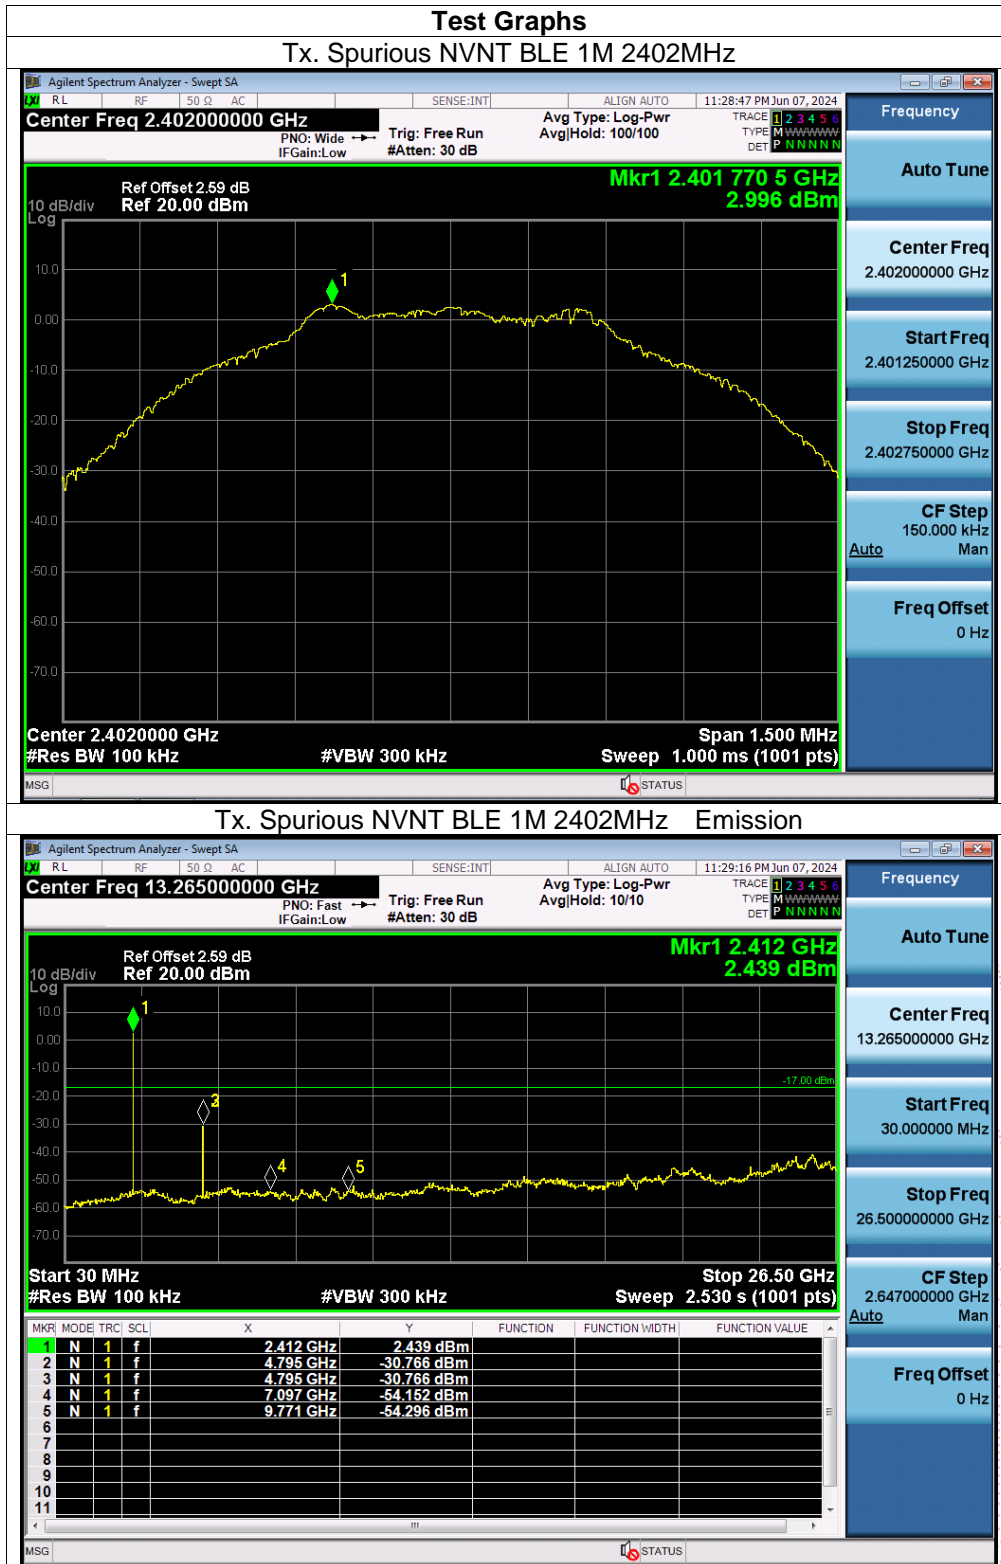 Test Graphs
Tx. Spurious NVNT BLE 1M 2402MHz
Agilent Spectrum Analyzer - Swept SA
LXI RL RF 50 Ω AC SENSE:INT ALIGN AUTO 11:28:47 PM Jun 07, 2024
Center Freq 2.402000000 GHz
PNO: Wide
IFGain:Low
Trig: Free Run
#Atten: 30 dB
Avg Type: Log-Pwr
Avg|Hold: 100/100
TRACE 1 2 3 4 5 6
TYPE M WWWWW
DET P N N N N N
Frequency
Auto Tune
Center Freq
2.402000000 GHz
Start Freq
2.401250000 GHz
Stop Freq
2.402750000 GHz
CF Step
150.000 kHz
Auto Man
Freq Offset
0 Hz
Mkr1 2.401 770 5 GHz
2.996 dBm
Ref Offset 2.59 dB
10 dB/div Ref 20.00 dBm
Log
1
10.0
0.00
-10.0
-20.0
-30.0
-40.0
-50.0
-60.0
-70.0
Center 2.4020000 GHz Span 1.500 MHz
#Res BW 100 kHz #VBW 300 kHz Sweep 1.000 ms (1001 pts)
MSG STATUS
Tx. Spurious NVNT BLE 1M 2402MHz Emission
Agilent Spectrum Analyzer - Swept SA
LXI RL RF 50 Ω AC SENSE:INT ALIGN AUTO 11:29:16 PM Jun 07, 2024
Center Freq 13.265000000 GHz
PNO: Fast
IFGain:Low
Trig: Free Run
#Atten: 30 dB
Avg Type: Log-Pwr
Avg|Hold: 10/10
TRACE 1 2 3 4 5 6
TYPE M WWWWW
DET P N N N N N
Frequency
Auto Tune
Center Freq
13.265000000 GHz
Start Freq
30.000000 MHz
Stop Freq
26.500000000 GHz
CF Step
2.647000000 GHz
Auto Man
Freq Offset
0 Hz
Mkr1 2.412 GHz
2.439 dBm
Ref Offset 2.59 dB
10 dB/div Ref 20.00 dBm
Log
10.0
0.00
-10.0
-20.0
-30.0
-40.0
-50.0
-60.0
-70.0
1
-17.00 dBm
3
4
5
Start 30 MHz Stop 26.50 GHz
#Res BW 100 kHz #VBW 300 kHz Sweep 2.530 s (1001 pts)
MKR MODE TRC SCL X Y FUNCTION FUNCTION WIDTH FUNCTION VALUE
1 N 1 f 2.412 GHz 2.439 dBm
2 N 1 f 4.795 GHz -30.766 dBm
3 N 1 f 4.795 GHz -30.766 dBm
4 N 1 f 7.097 GHz -54.152 dBm
5 N 1 f 9.771 GHz -54.296 dBm
6
7
8
9
10
11
MSG STATUS